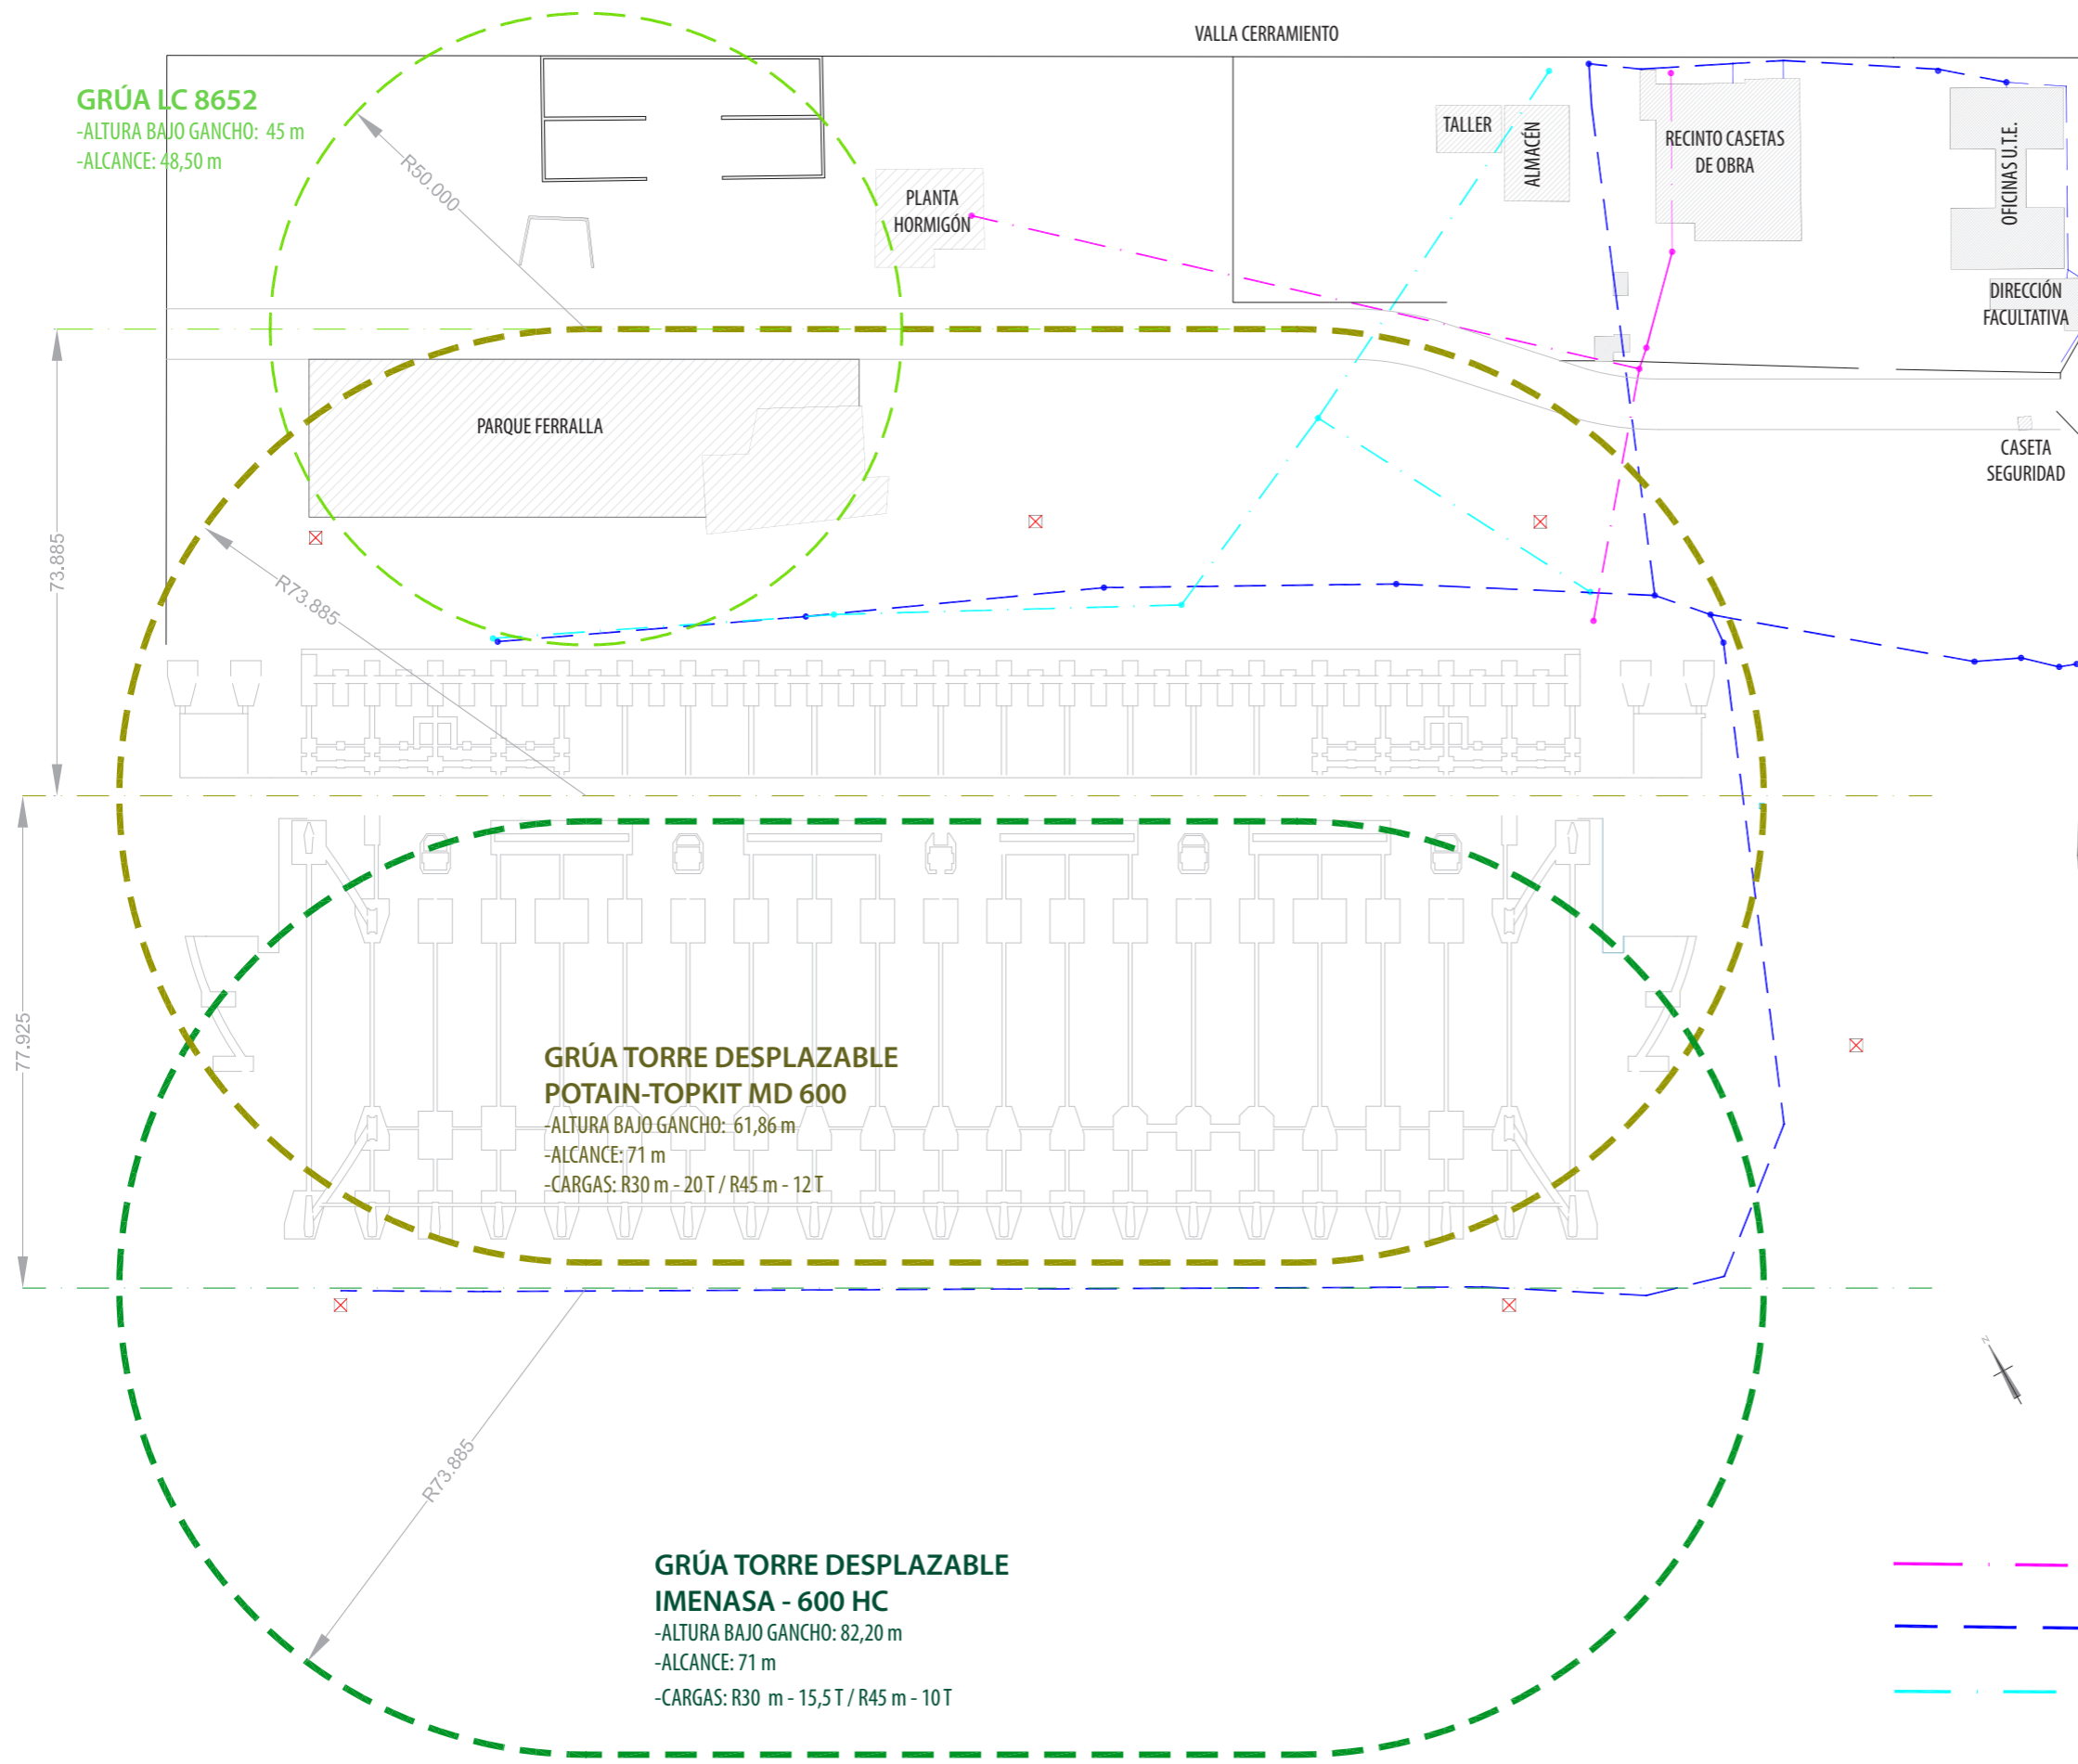 VALLA CERRAMIENTO
GRÚA LC 8652
-ALTURA BAJO GANCHO: 45 m
-ALCANCE: 48,50 m
R50.000
PLANTA
HORMIGÓN
TALLER
ALMACÉN
RECINTO CASETAS
DE OBRA
OFICINAS U.T.E.
DIRECCIÓN
FACULTATIVA
PARQUE FERRALLA
CASETA
SEGURIDAD
73.885
R73.885
77.925
GRÚA TORRE DESPLAZABLE
POTAIN-TOPKIT MD 600
-ALTURA BAJO GANCHO: 61,86 m
-ALCANCE: 71 m
-CARGAS: R30 m - 20 T / R45 m - 12 T
N
R73.885
GRÚA TORRE DESPLAZABLE
IMENASA - 600 HC
-ALTURA BAJO GANCHO: 82,20 m
-ALCANCE: 71 m
-CARGAS: R30 m - 15,5 T / R45 m - 10 T